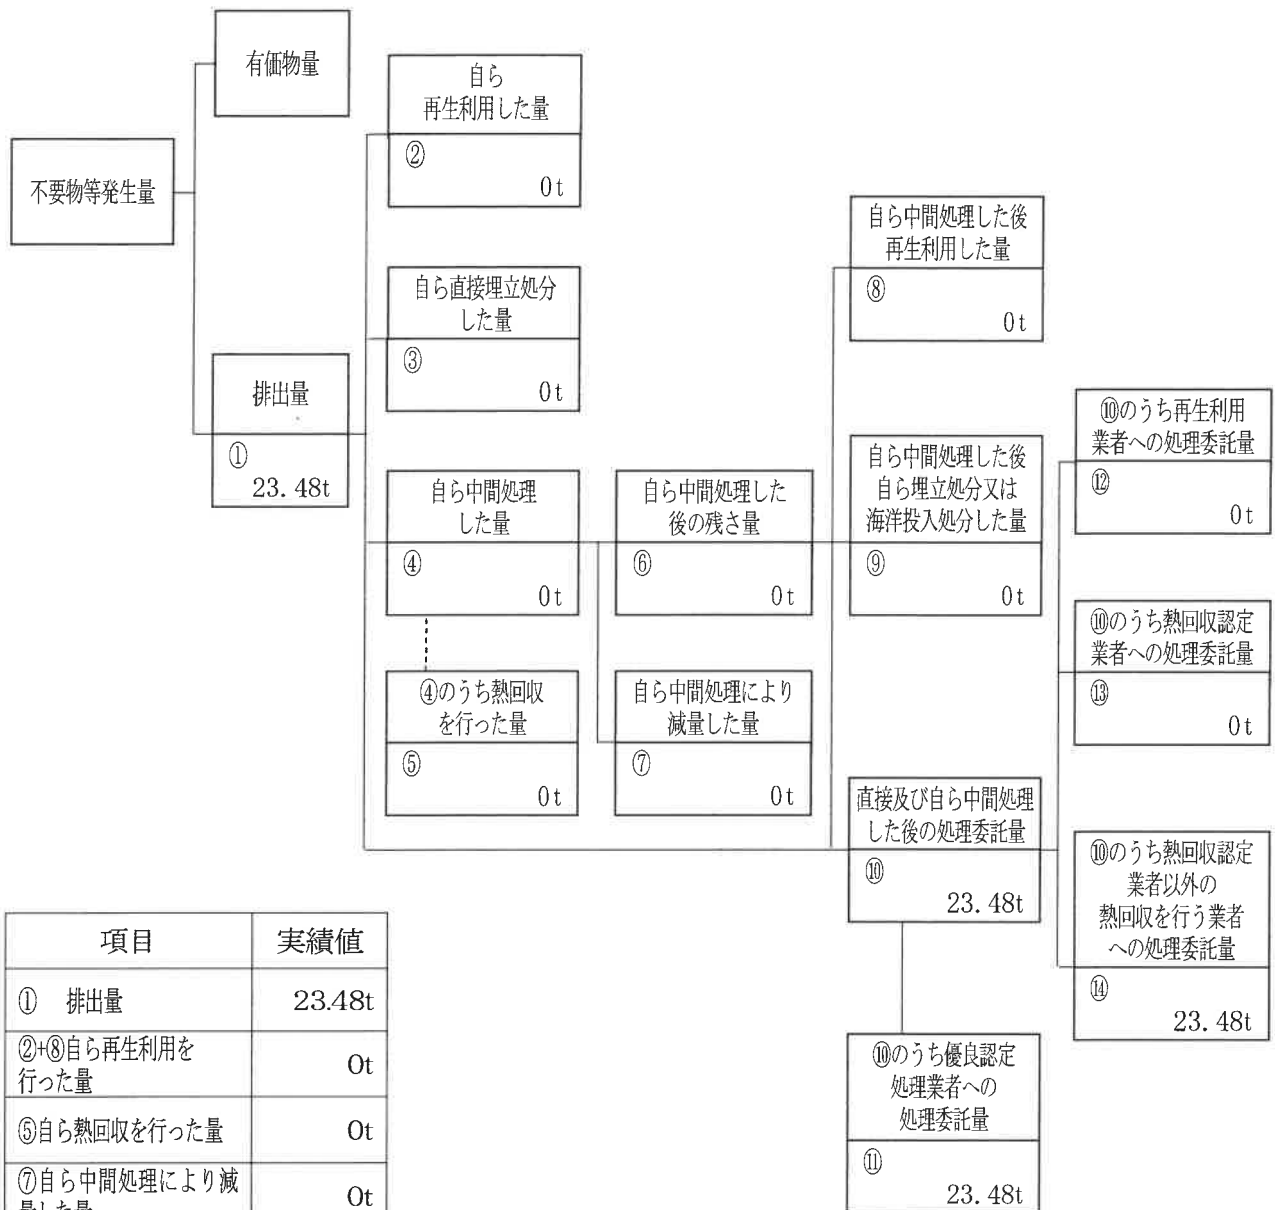 有価物量
不要物等発生量
排出量
①
23.48t
自ら
再生利用した量
②
0t
自ら直接埋立処分
した量
③
0t
自ら中間処理
した量
④
0t
④のうち熱回収
を行った量
⑤
0t
自ら中間処理した
後の残さ量
⑥
0t
自ら中間処理により
減量した量
⑦
0t
自ら中間処理した後
再生利用した量
⑧
0t
自ら中間処理した後
自ら埋立処分又は
海洋投入処分した量
⑨
0t
直接及び自ら中間処理
した後の処理委託量
⑩
23.48t
⑩のうち優良認定
処理業者への
処理委託量
⑪
23.48t
⑩のうち再生利用
業者への処理委託量
⑫
0t
⑩のうち熱回収認定
業者への処理委託量
⑬
0t
⑩のうち熱回収認定
業者以外の
熱回収を行う業者
への処理委託量
⑭
23.48t
項目 実績値
① 排出量 23.48t
②+⑧自ら再生利用を
行った量 0t
⑤自ら熱回収を行った量 0t
⑦自ら中間処理により減
量した量 0t